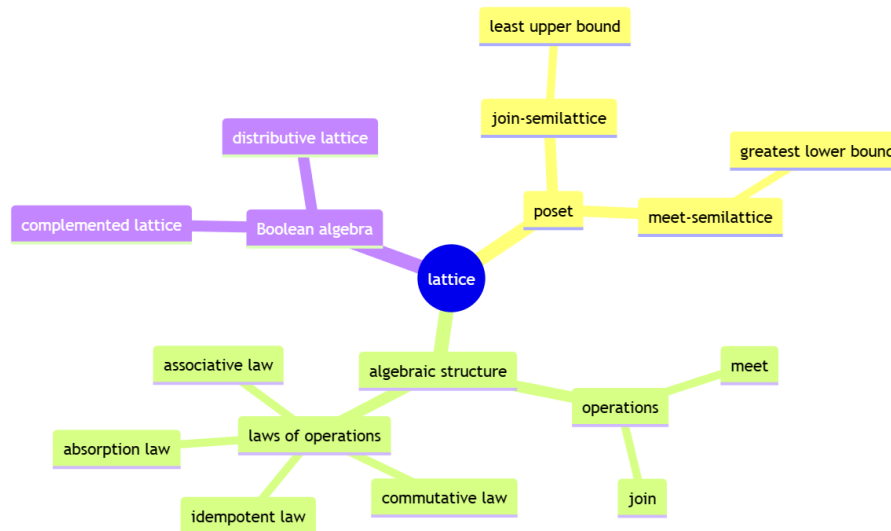 least upper bound
join-semilattice
distributive lattice
greatest lower bound
complemented lattice
Boolean algebra
poset
meet-semilattice
lattice
associative law
algebraic structure
meet
operations
laws of operations
absorption law
commutative law
join
idempotent law